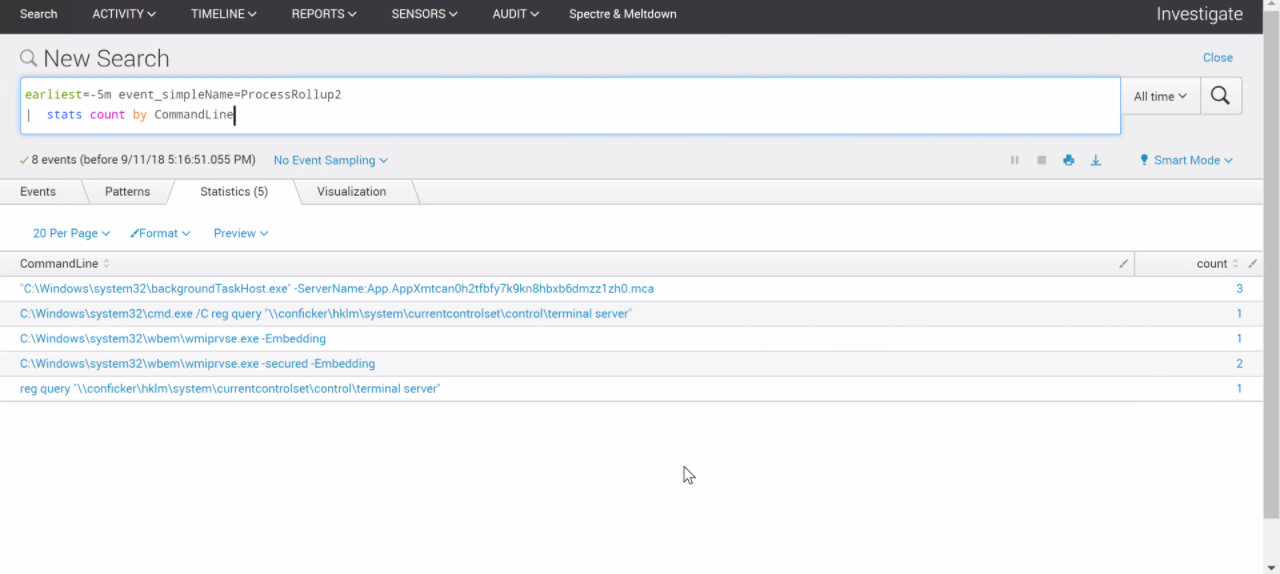 Search ACTIVITY TIMELINE REPORTS SENSORS AUDIT Spectre & Meltdown Investigate
New Search Close
earliest=-5m event_simpleName=ProcessRollup2
| stats count by CommandLine
All time
8 events (before 9/11/18 5:16:51.055 PM) No Event Sampling Smart Mode
Events Patterns Statistics (5) Visualization
20 Per Page Format Preview
CommandLine count
"C:\Windows\system32\backgroundTaskHost.exe" -ServerName:App.AppXmtcan0h2tfbfy7k9kn8hbxb6dmzz1zh0.mca 3
C:\Windows\system32\cmd.exe /C reg query "\\conficker\hklm\system\currentcontrolset\control\terminal server" 1
C:\Windows\system32\wbem\wmiprvse.exe -Embedding 1
C:\Windows\system32\wbem\wmiprvse.exe -secured -Embedding 2
reg query "\\conficker\hklm\system\currentcontrolset\control\terminal server" 1